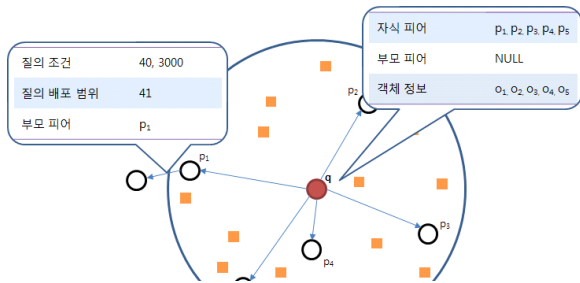 질의 조건 40, 3000
질의 배포 범위 41
부모 피어 p1
자식 피어 p1, p2, p3, p4, p5
부모 피어 NULL
객체 정보 o1, o2, o3, o4, o5
p2
p1
q
p3
p4